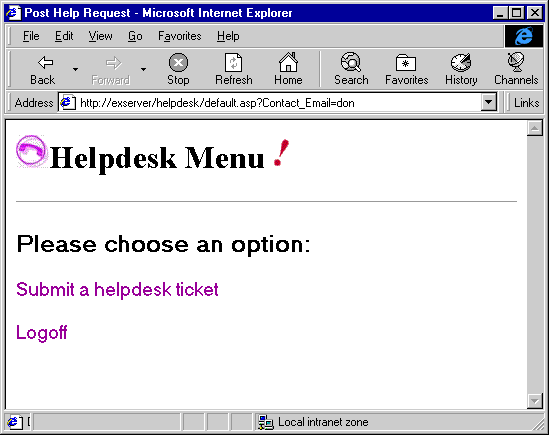 Post Help Request - Microsoft Internet Explorer
File Edit View Go Favorites Help
Back Forward Stop Refresh Home Search Favorites History Channels
Address http://exserver/helpdesk/default.asp?Contact_Email=don Links
Helpdesk Menu !
Please choose an option:
Submit a helpdesk ticket
Logoff
Local intranet zone